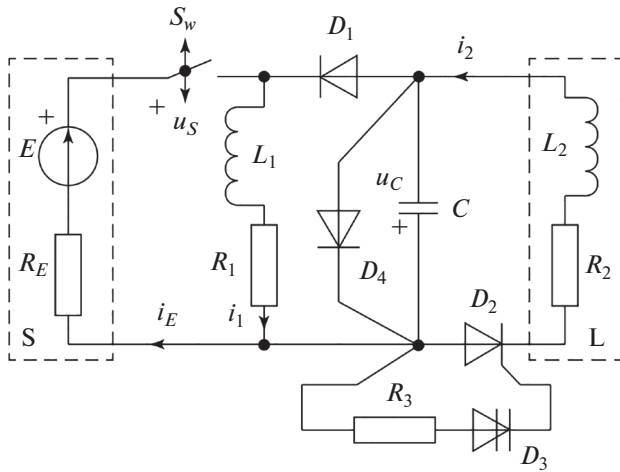 S_w
D_1
i_2
+
u_S
+
E
L_1
u_C
C
+
L_2
R_E
R_1
D_4
D_2
R_2
i_E
i_1
S
L
R_3
D_3